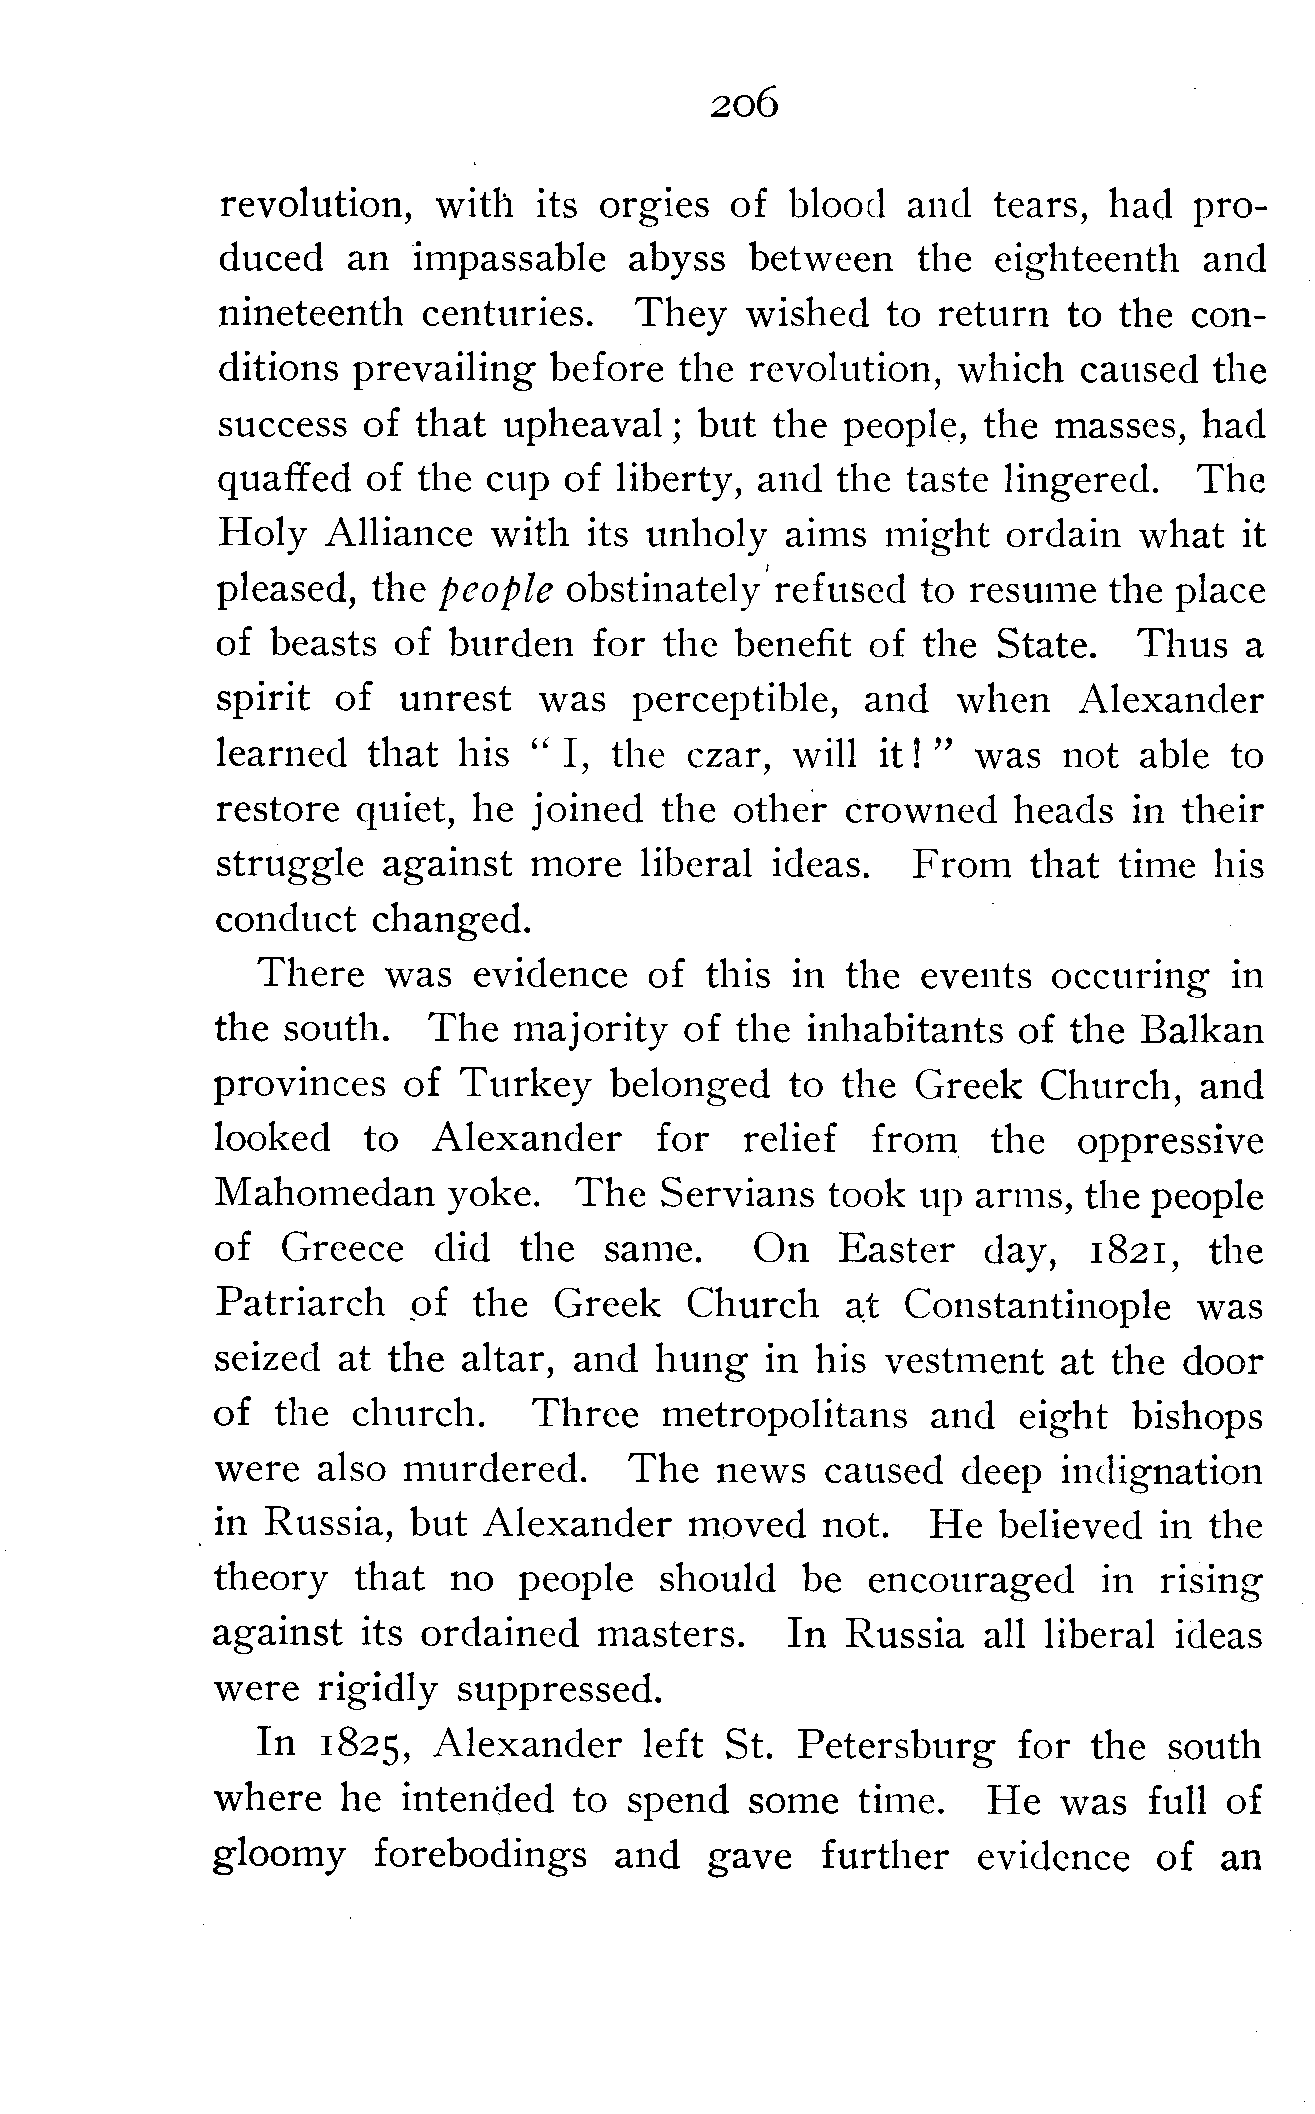 206
revolution, with its orgies of blood and tears, had pro-
duced an impassable abyss between the eighteenth and
nineteenth centuries. They wished to return to the con-
ditions prevailing before the revolution, which caused the
success of that upheaval; but the people, the masses, had
quaffed of the cup of liberty, and the taste lingered. The
Holy Alliance with its unholy aims might ordain what it
pleased, the people obstinately refused to resume the place
of beasts of burden for the benefit of the State. Thus a
spirit of unrest was perceptible, and when Alexander
learned that his “ I, the czar, will it! ” was not able to
restore quiet, he joined the other crowned heads in their
struggle against more liberal ideas. From that time his
conduct changed.
There was evidence of this in the events occuring in
the south. The majority of the inhabitants of the Balkan
provinces of Turkey belonged to the Greek Church, and
looked to Alexander for relief from the oppressive
Mahomedan yoke. The Servians took up arms, the people
of Greece did the same. On Easter day, 1821, the
Patriarch of the Greek Church at Constantinople was
seized at the altar, and hung in his vestment at the door
of the church. Three metropolitans and eight bishops
were also murdered. The news caused deep indignation
in Russia, but Alexander moved not. He believed in the
theory that no people should be encouraged in rising
against its ordained masters. In Russia all liberal ideas
were rigidly suppressed.
In 1825, Alexander left St. Petersburg for the south
where he intended to spend some time. He was full of
gloomy forebodings and gave further evidence of an